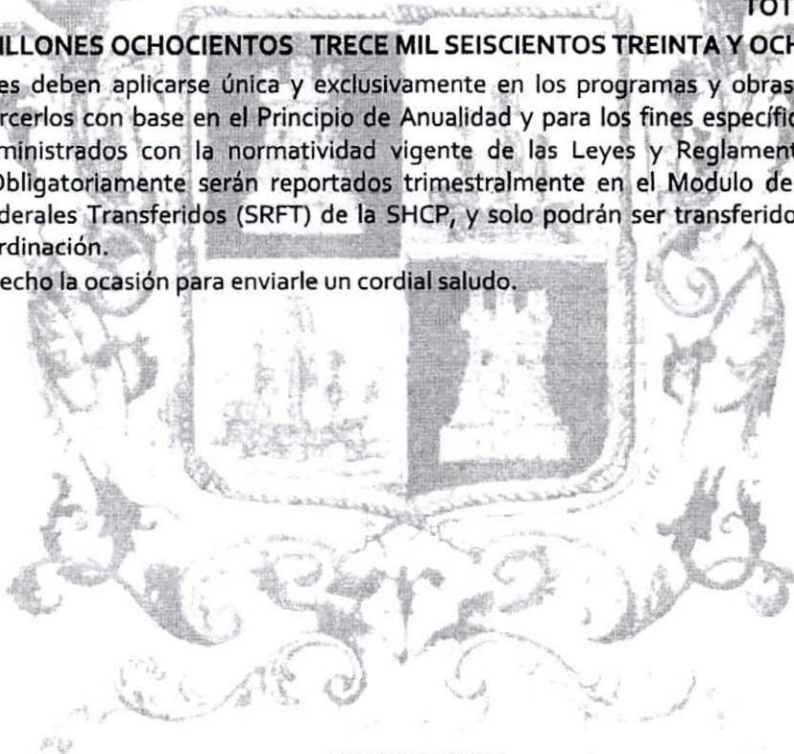 TOT
ILLONES OCHOCIENTOS TRECE MIL SEISCIENTOS TREINTA Y OCH
es deben aplicarse única y exclusivamente en los programas y obras
rcerlos con base en el Principio de Anualidad y para los fines específic
ministrados con la normatividad vigente de las Leyes y Reglament
Obligatoriamente serán reportados trimestralmente en el Modulo de
derales Transferidos (SRFT) de la SHCP, y solo podrán ser transferido
rdinación.
echo la ocasión para enviarle un cordial saludo.